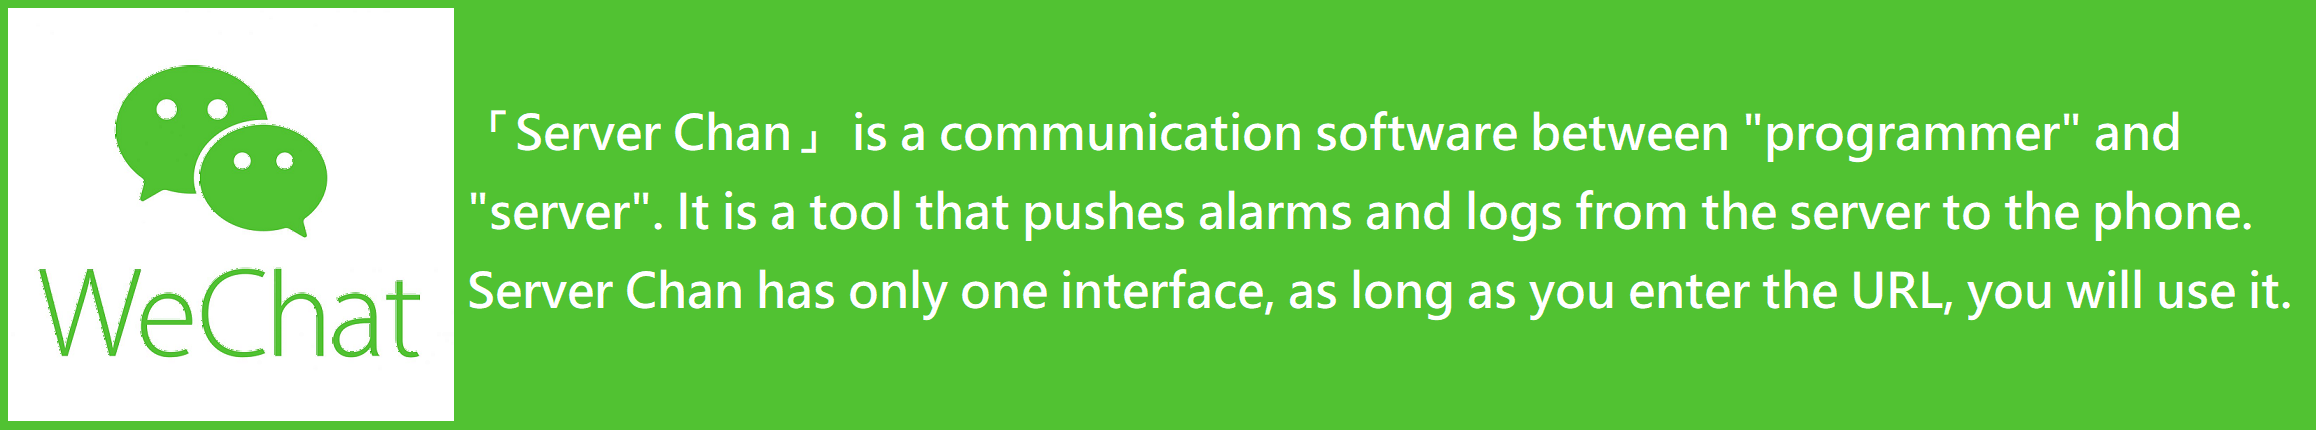 WeChat
「Server Chan」 is a communication software between "programmer" and
"server". It is a tool that pushes alarms and logs from the server to the phone.
Server Chan has only one interface, as long as you enter the URL, you will use it.